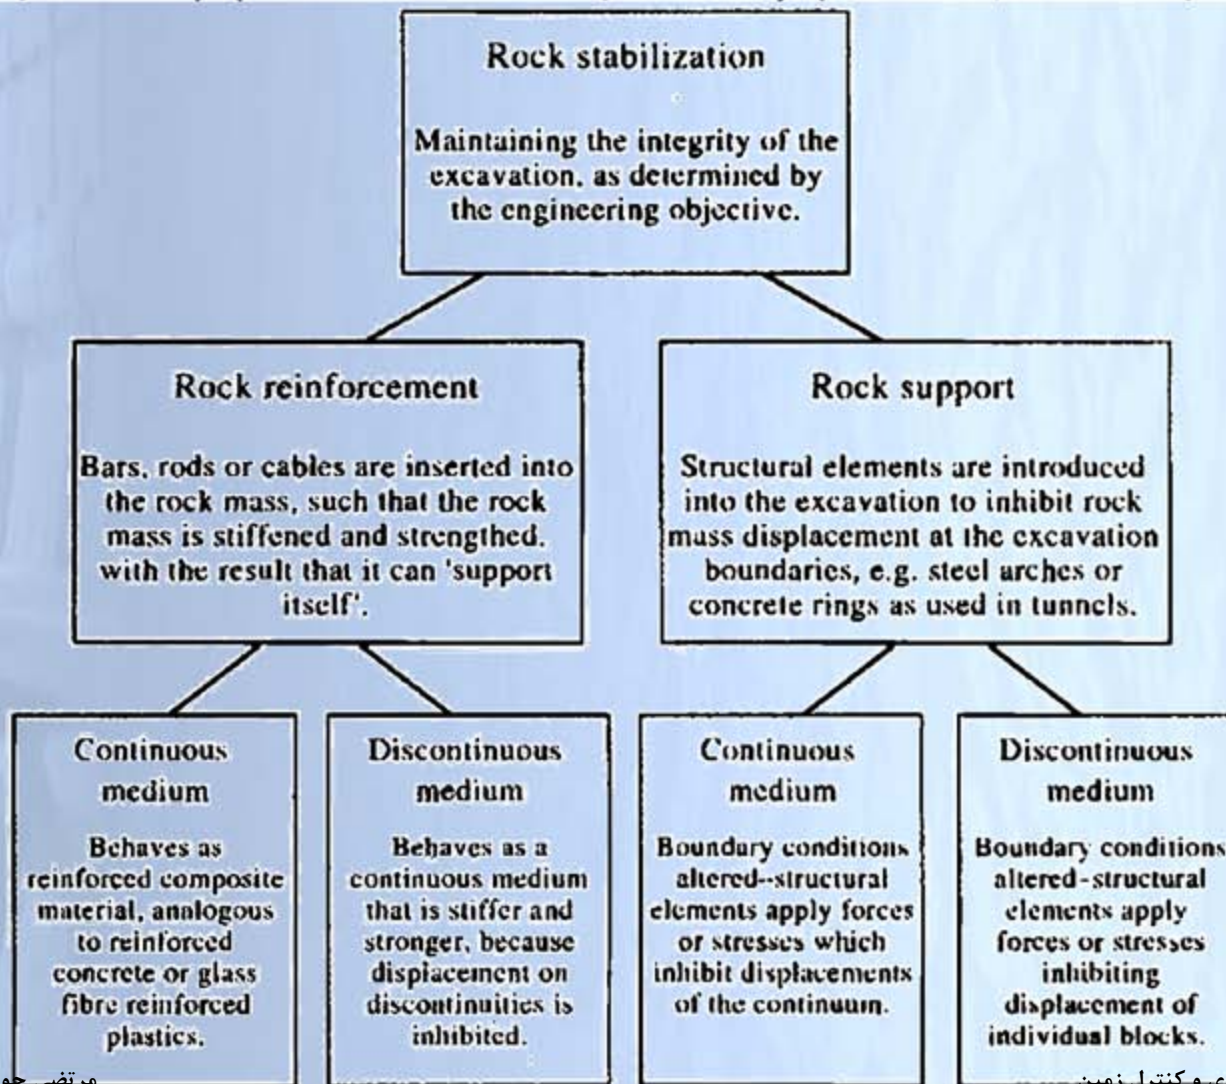 Rock stabilization
Maintaining the integrity of the
excavation, as determined by
the engineering objective.
Rock reinforcement
Bars, rods or cables are inserted into
the rock mass, such that the rock
mass is stiffened and strengthed.
with the result that it can 'support
itself'.
Rock support
Structural elements are introduced
into the excavation to inhibit rock
mass displacement at the excavation
boundaries, e.g. steel arches or
concrete rings as used in tunnels.
Continuous
medium
Behaves as
reinforced composite
material, analogous
to reinforced
concrete or glass
fibre reinforced
plastics.
Discontinuous
medium
Behaves as a
continuous medium
that is stiffer and
stronger, because
displacement on
discontinuities is
inhibited.
Continuous
medium
Boundary conditions
altered--structural
elements apply forces
or stresses which
inhibit displacements
of the continuum.
Discontinuous
medium
Boundary conditions
altered-structural
elements apply
forces or stresses
inhibiting
displacement of
individual blocks.
کنترل زمین